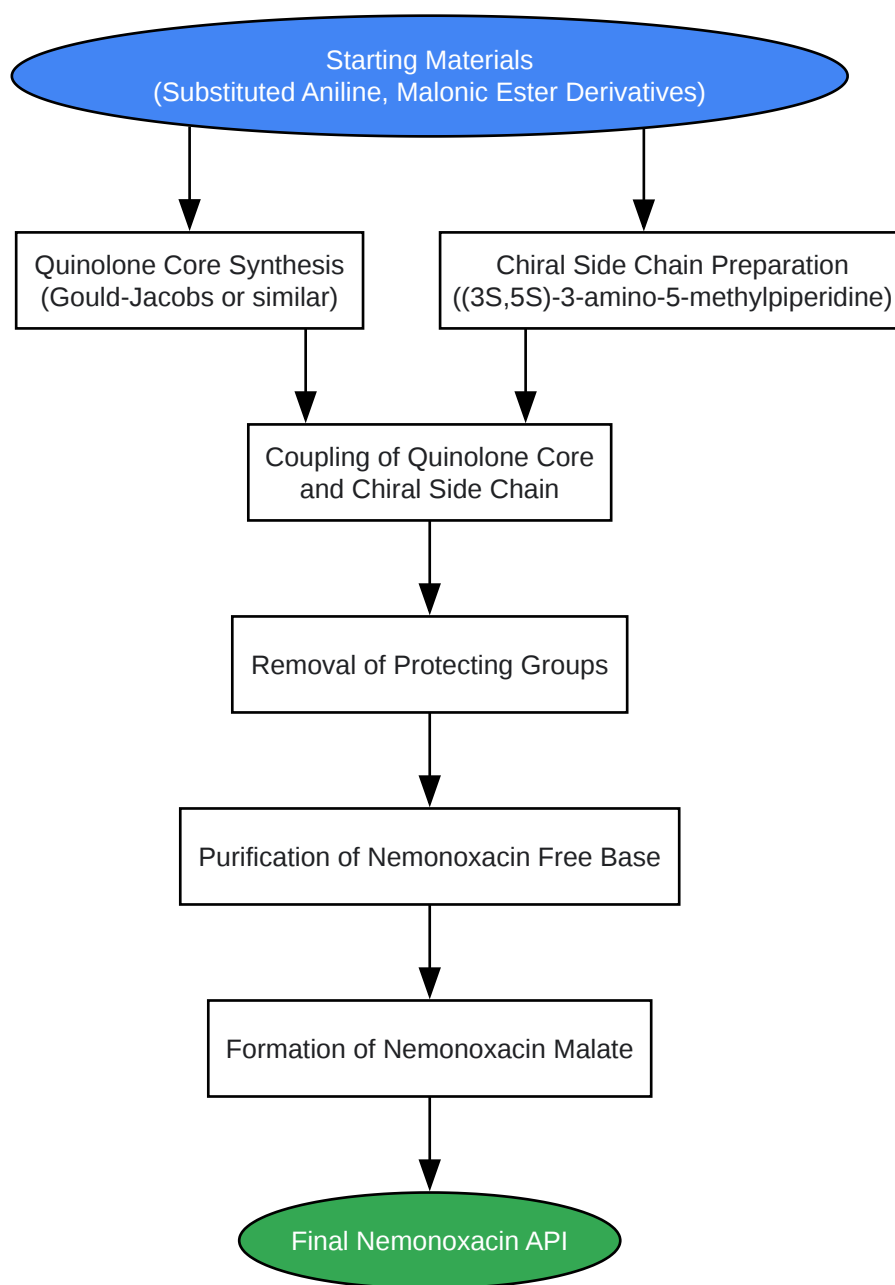 Starting Materials
(Substituted Aniline, Malonic Ester Derivatives)
Quinolone Core Synthesis
(Gould-Jacobs or similar)
Chiral Side Chain Preparation
((3S,5S)-3-amino-5-methylpiperidine)
Coupling of Quinolone Core
and Chiral Side Chain
Removal of Protecting Groups
Purification of Nemonoxacin Free Base
Formation of Nemonoxacin Malate
Final Nemonoxacin API